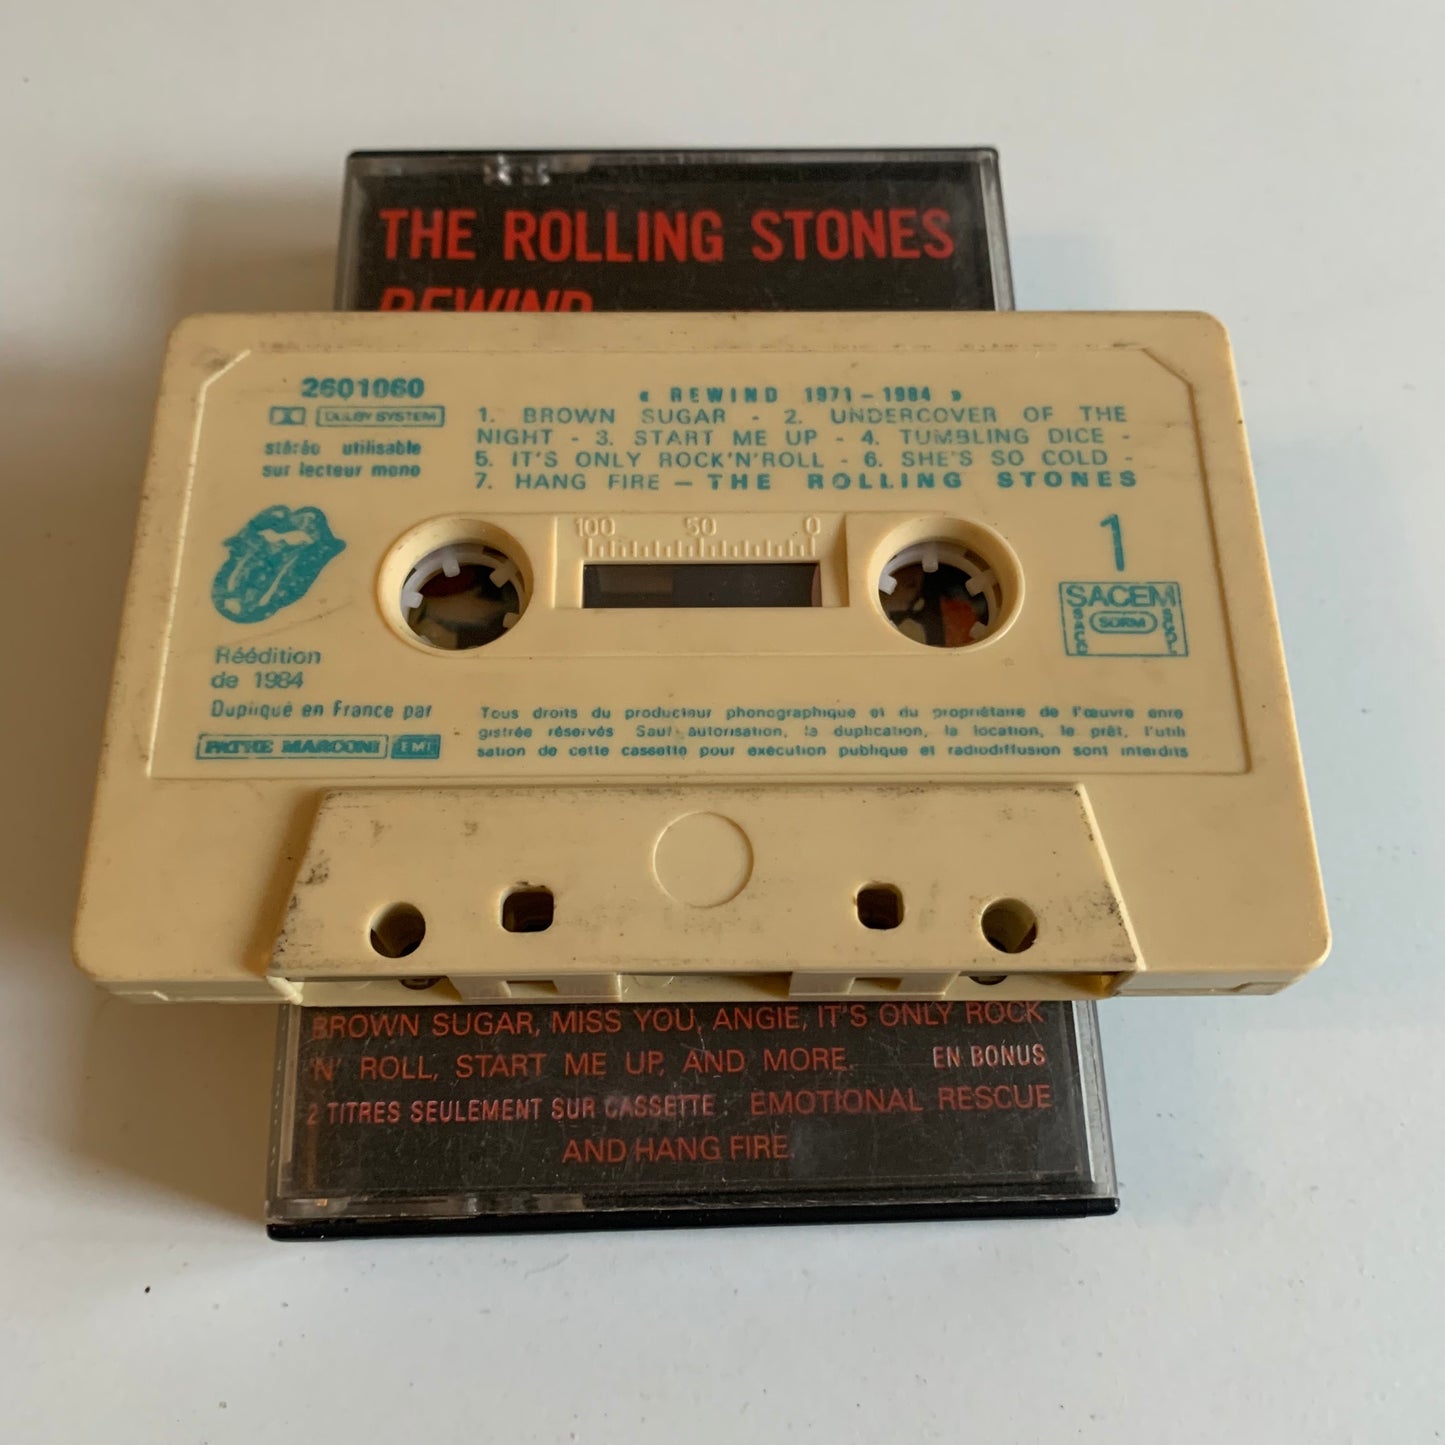 THE ROLLING STONES
REWIND
2601060
DOLBY SYSTEM
stéréo utilisable
sur lecteur mono
« REWIND 1971-1984 »
1. BROWN SUGAR - 2. UNDERCOVER OF THE
NIGHT - 3. START ME UP - 4. TUMBLING DICE -
5. IT'S ONLY ROCK'N'ROLL - 6. SHE'S SO COLD -
7. HANG FIRE — THE ROLLING STONES
100 50 0
1
SACEM
SACD SDRM SCGL
Réédition
de 1984
Dupliqué en France par
PATHE MARCONI EMI
Tous droits du producteur phonographique et du propriétaire de l'œuvre enre
gistrée réservés Sauf autorisation, la duplication, la location, le prêt, l'utili
sation de cette cassette pour exécution publique et radiodiffusion sont interdits
BROWN SUGAR, MISS YOU, ANGIE, IT'S ONLY ROCK
'N' ROLL, START ME UP, AND MORE. EN BONUS
2 TITRES SEULEMENT SUR CASSETTE : EMOTIONAL RESCUE
AND HANG FIRE.